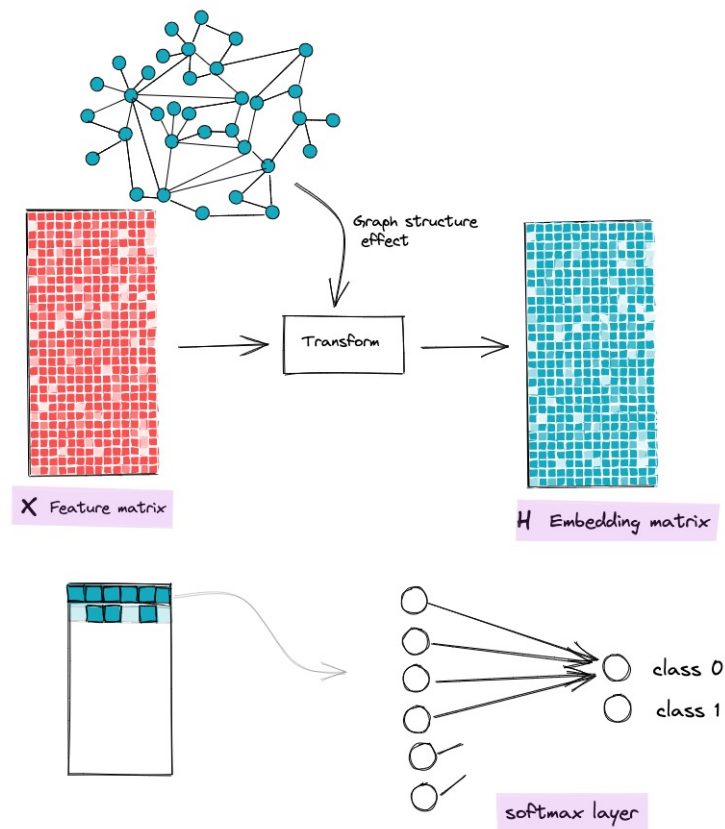 Graph structure
effect
Transform
X Feature matrix
H Embedding matrix
class 0
class 1
softmax layer